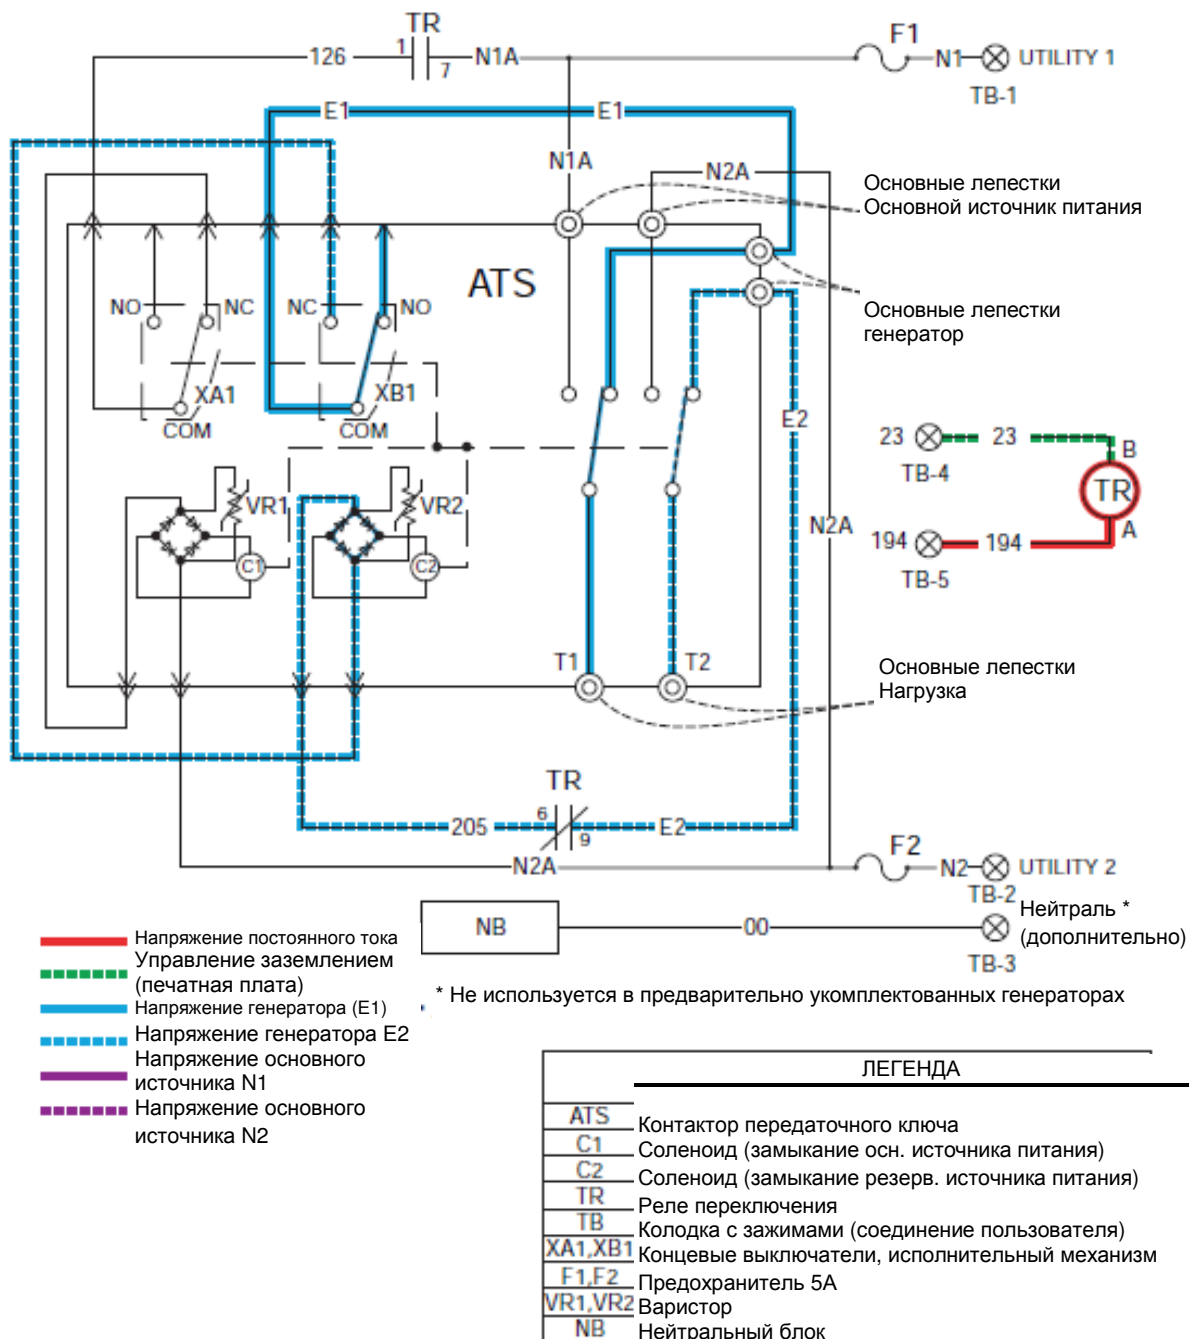 TR
F1
126
1
7
N1A
N1
UTILITY 1
TB-1
E1
E1
N1A
N2A
Основные лепестки
Основной источник питания
ATS
NO
NC
NC
NO
Основные лепестки
генератор
XA1
XB1
COM
COM
E2
23
23
B
TB-4
TR
VR1
VR2
N2A
194
194
A
TB-5
C1
C2
T1
T2
Основные лепестки
Нагрузка
TR
6
9
205
E2
F2
N2A
N2
UTILITY 2
TB-2
NB
00
Нейтраль *
(дополнительно)
TB-3
* Не используется в предварительно укомплектованных генераторах
Напряжение постоянного тока
Управление заземлением
(печатная плата)
Напряжение генератора (E1)
Напряжение генератора E2
Напряжение основного
источника N1
Напряжение основного
источника N2
ЛЕГЕНДА
ATS Контактор передаточного ключа
C1 Соленоид (замыкание осн. источника питания)
C2 Соленоид (замыкание резерв. источника питания)
TR Реле переключения
TB Колодка с зажимами (соединение пользователя)
XA1,XB1 Концевые выключатели, исполнительный механизм
F1,F2 Предохранитель 5А
VR1,VR2 Варистор
NB Нейтральный блок